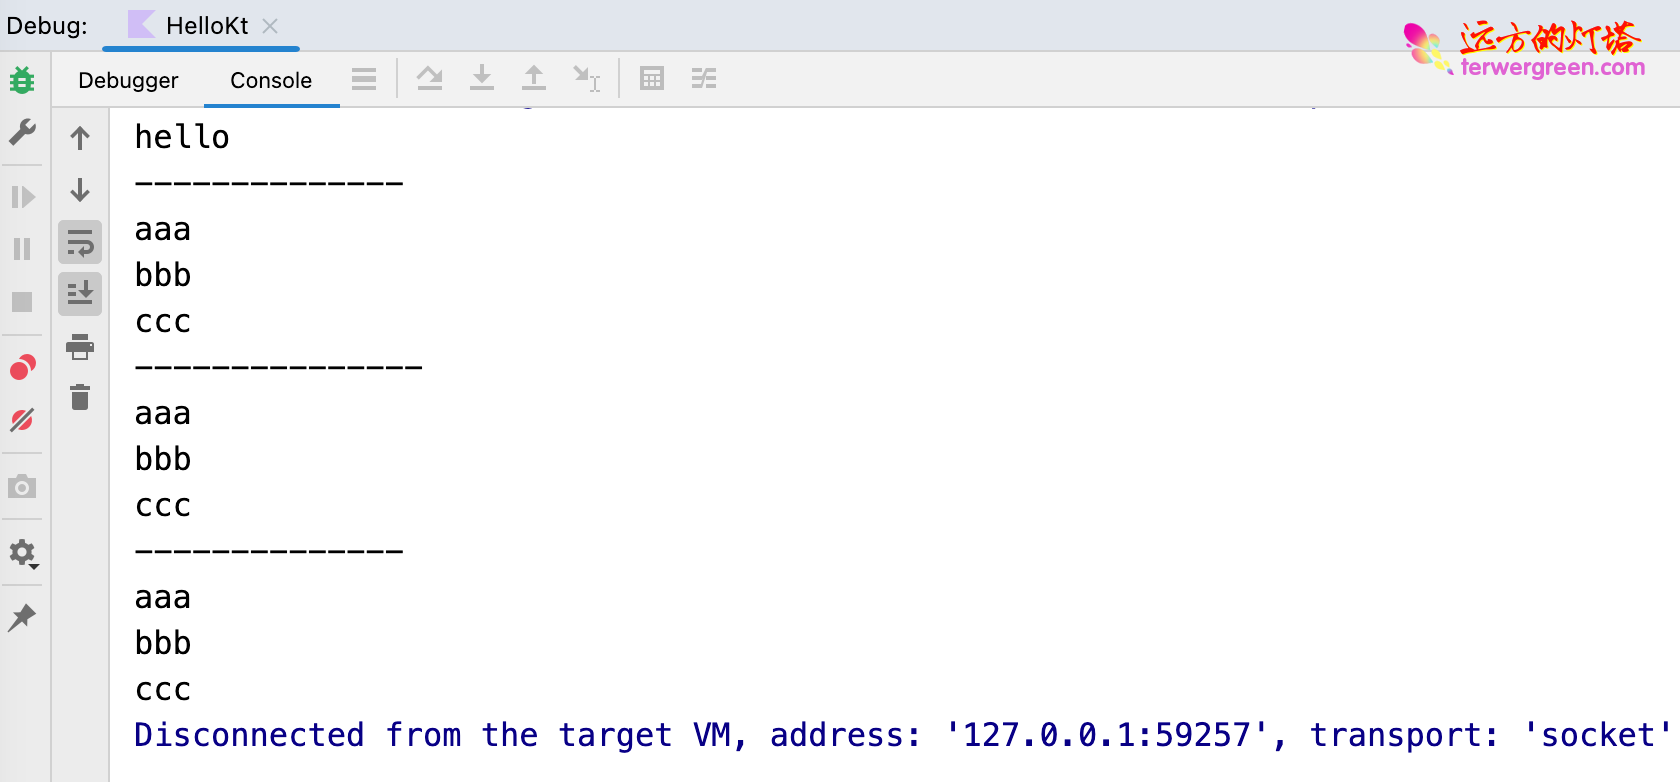 Debug:
HelloKt
远方的灯塔
terwergreen.com
Debugger
Console
hello
--------------
aaa
bbb
ccc
---------------
aaa
bbb
ccc
--------------
aaa
bbb
ccc
Disconnected from the target VM, address: '127.0.0.1:59257', transport: 'socket'